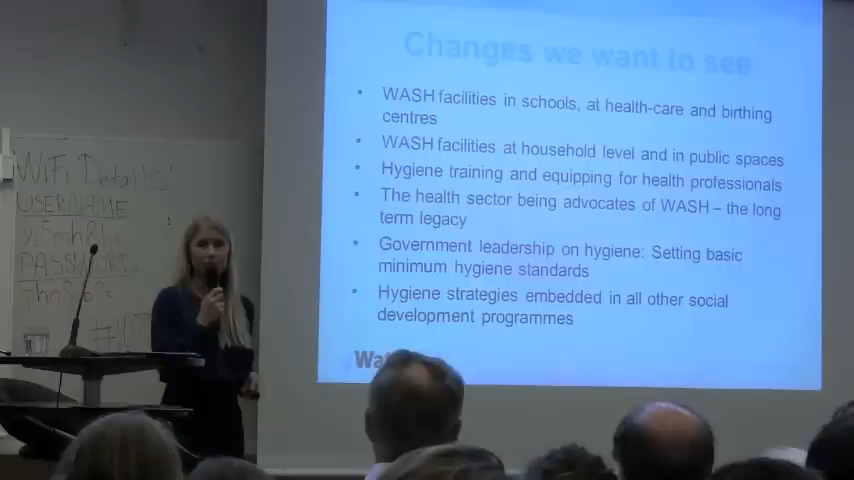 Changes we want to see
• WASH facilities in schools, at health-care and birthing
centres
• WASH facilities at household level and in public spaces
• Hygiene training and equipping for health professionals
• The health sector being advocates of WASH – the long
term legacy
• Government leadership on hygiene: Setting basic
minimum hygiene standards
• Hygiene strategies embedded in all other social
development programmes
Wat
WiFi Details:
USERNAME
PASSWORD